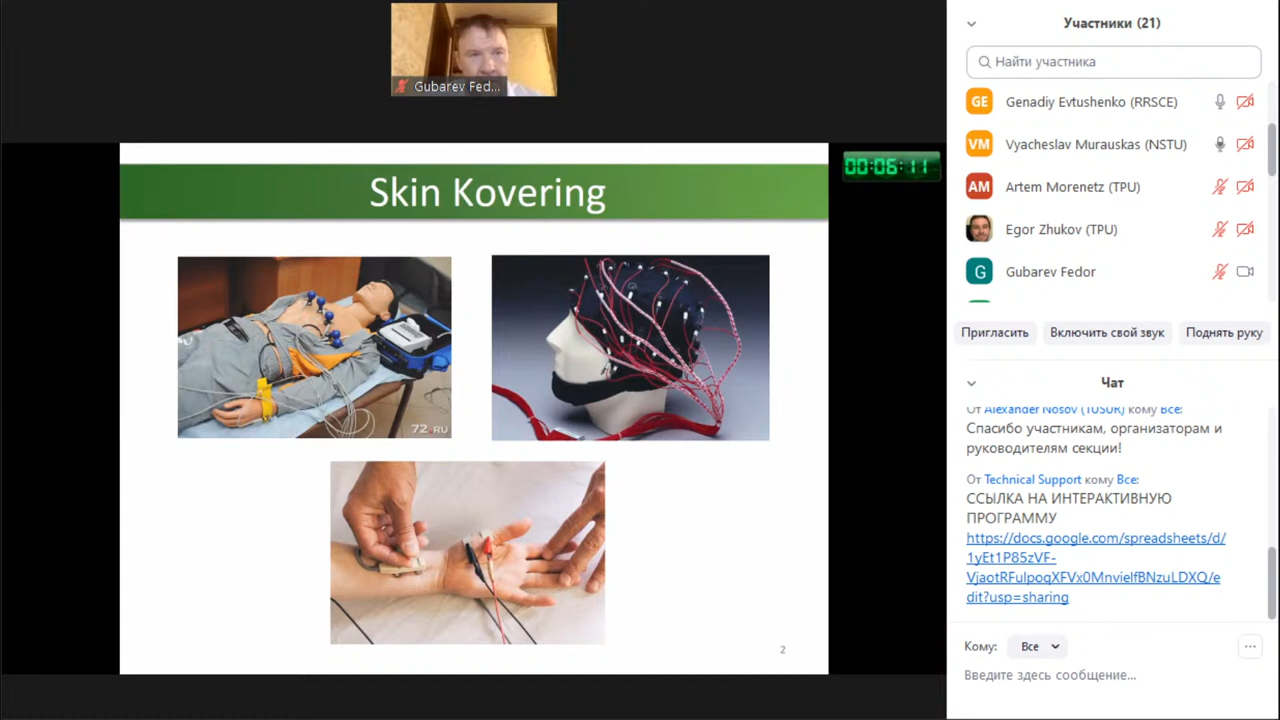 Gubarev Fed...
Skin Kovering
00:06:11
72.RU
2
Участники (21)
Найти участника
GE
Genadiy Evtushenko (RRSCE)
VM
Vyacheslav Murauskas (NSTU)
AM
Artem Morenetz (TPU)
Egor Zhukov (TPU)
G
Gubarev Fedor
Пригласить
Включить свой звук
Поднять руку
Чат
От Alexander Nosov (TUSUR) кому Все:
Спасибо участникам, организаторам и
руководителям секции!
От Technical Support кому Все:
ССЫЛКА НА ИНТЕРАКТИВНУЮ
ПРОГРАММУ
https://docs.google.com/spreadsheets/d/
1yEt1P85zVF-
VjaotRFulpoqXFVx0MnvielfBNzuLDXQ/e
dit?usp=sharing
Кому:
Все
Введите здесь сообщение...